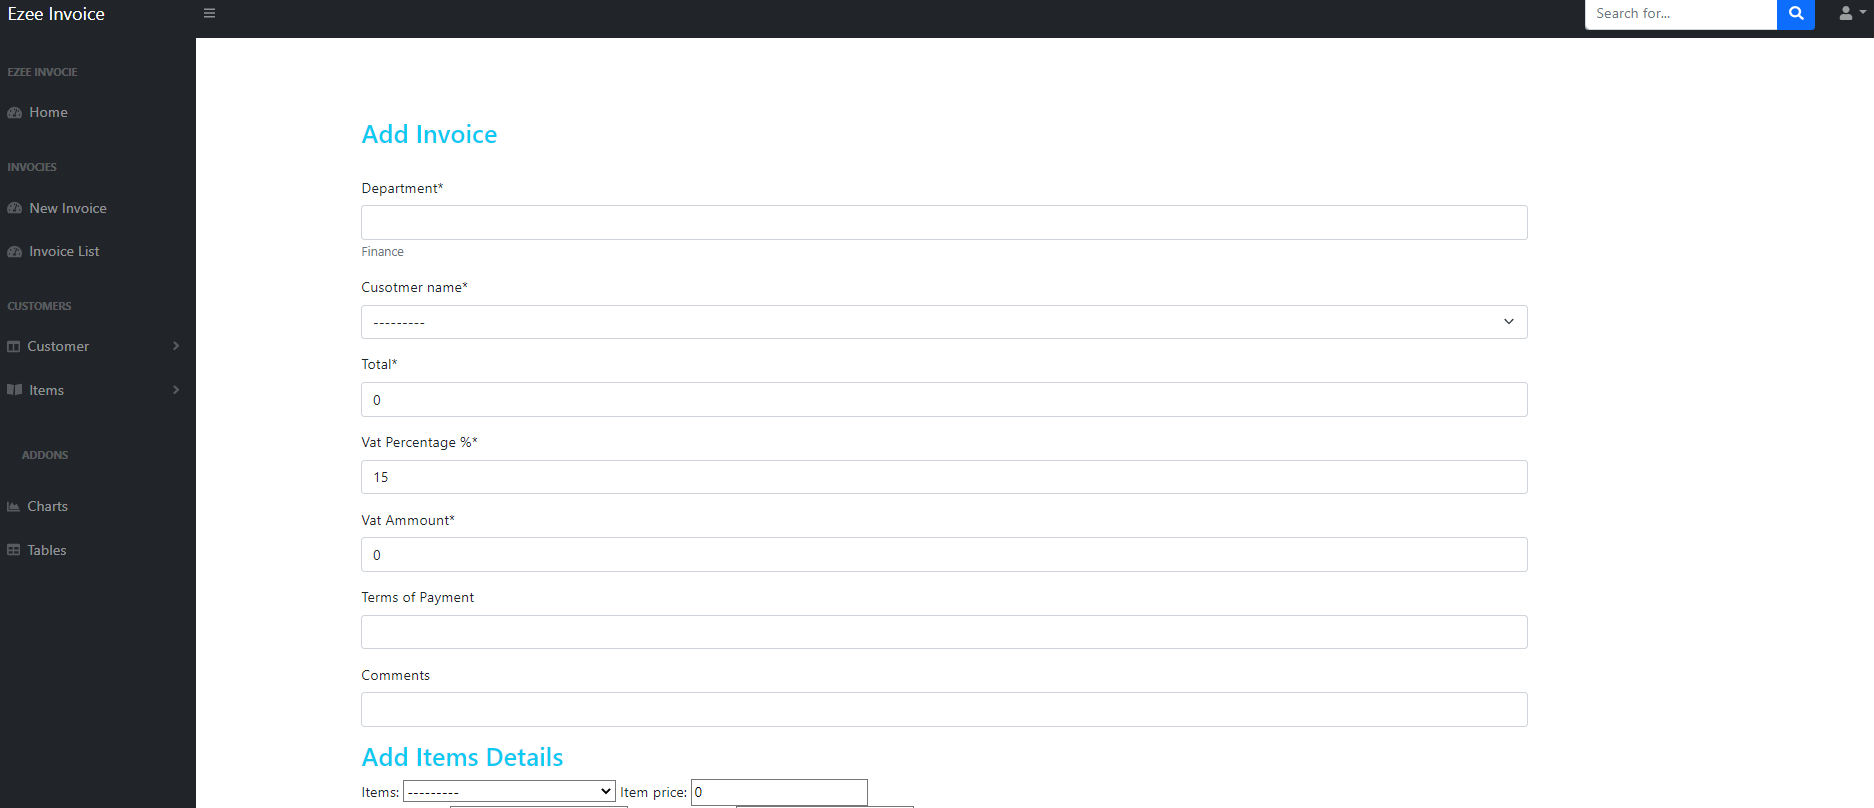 Ezee Invoice
Search for...
EZEE INVOCIE
Home
INVOCIES
New Invoice
Invoice List
CUSTOMERS
Customer
Items
ADDONS
Charts
Tables
Add Invoice
Department*
Finance
Cusotmer name*
---------
Total*
0
Vat Percentage %*
15
Vat Ammount*
0
Terms of Payment
Comments
Add Items Details
Items: --------- Item price: 0